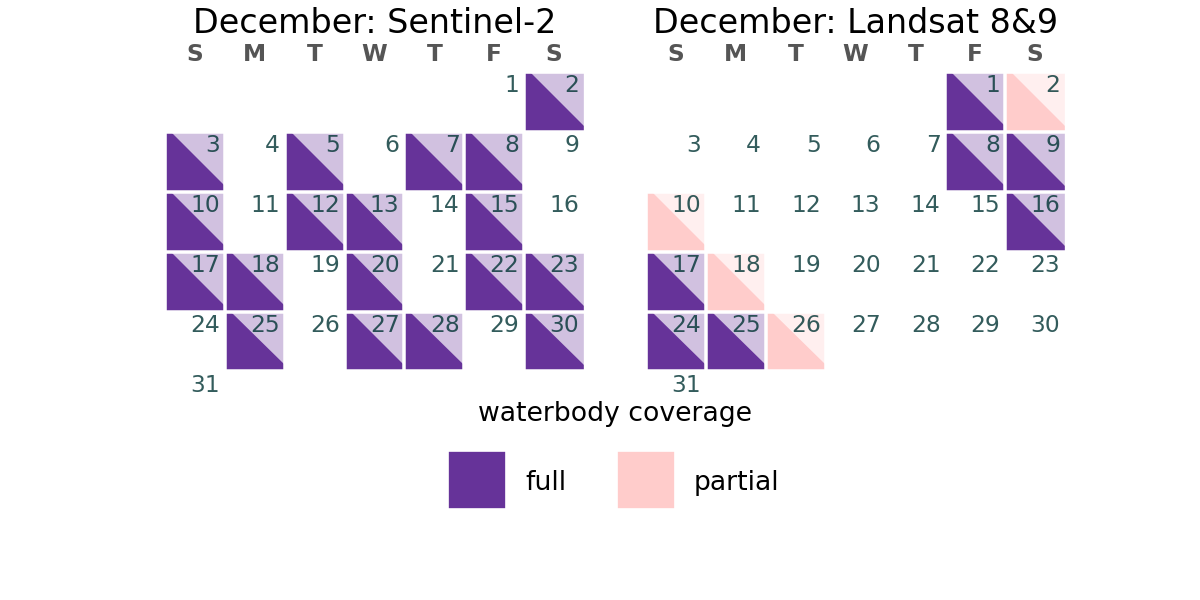 December: Sentinel-2
S M T W T F S
1 2
3 4 5 6 7 8 9
10 11 12 13 14 15 16
17 18 19 20 21 22 23
24 25 26 27 28 29 30
31
December: Landsat 8&9
S M T W T F S
1 2
3 4 5 6 7 8 9
10 11 12 13 14 15 16
17 18 19 20 21 22 23
24 25 26 27 28 29 30
31
waterbody coverage
full partial